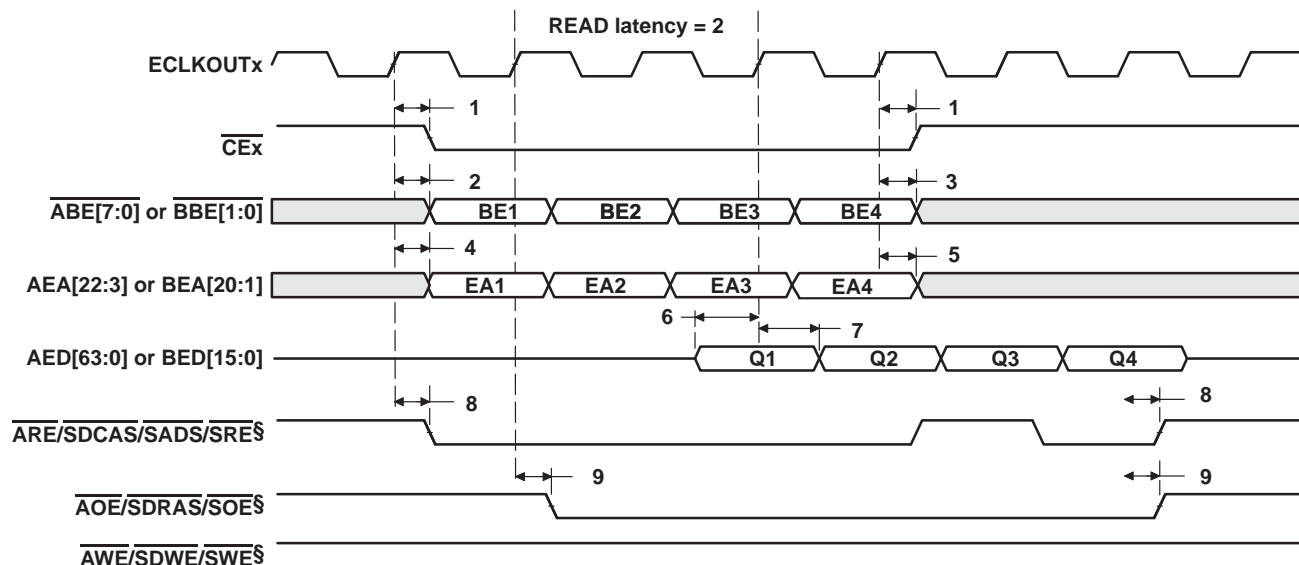 READ latency = 2
ECLKOUTx
1 1
CEx
2 3
ABE[7:0] or BBE[1:0] BE1 BE2 BE3 BE4
4 5
AEA[22:3] or BEA[20:1] EA1 EA2 EA3 EA4
6 7
AED[63:0] or BED[15:0] Q1 Q2 Q3 Q4
8 8
ARE/SDCAS/SADS/SRE§
9 9
AOE/SDRAS/SOE§
AWE/SDWE/SWE§